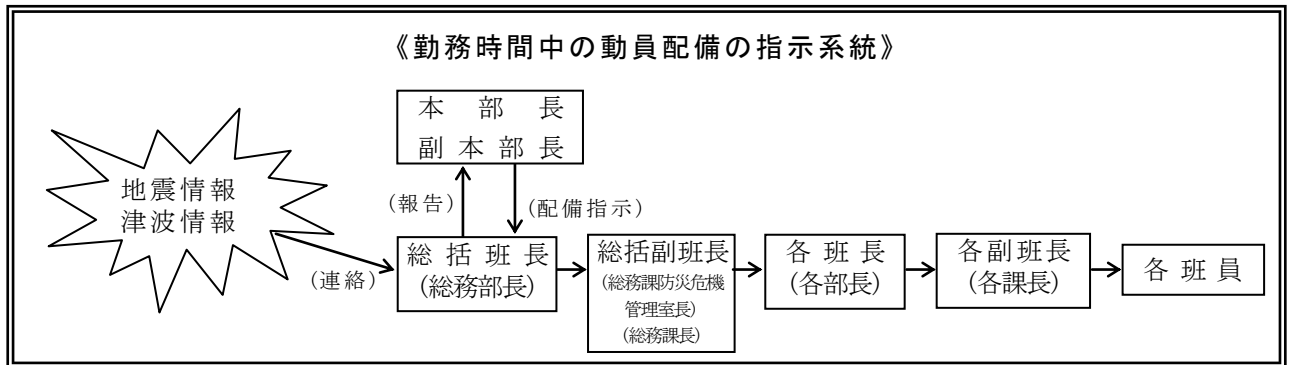 《勤務時間中の動員配備の指示系統》
本部長
副本部長
地震情報
津波情報
(報告)
(配備指示)
(連絡)
総括班長
(総務部長)
総括副班長
(総務課防災危機
管理室長)
(総務課長)
各班長
(各部長)
各副班長
(各課長)
各班員